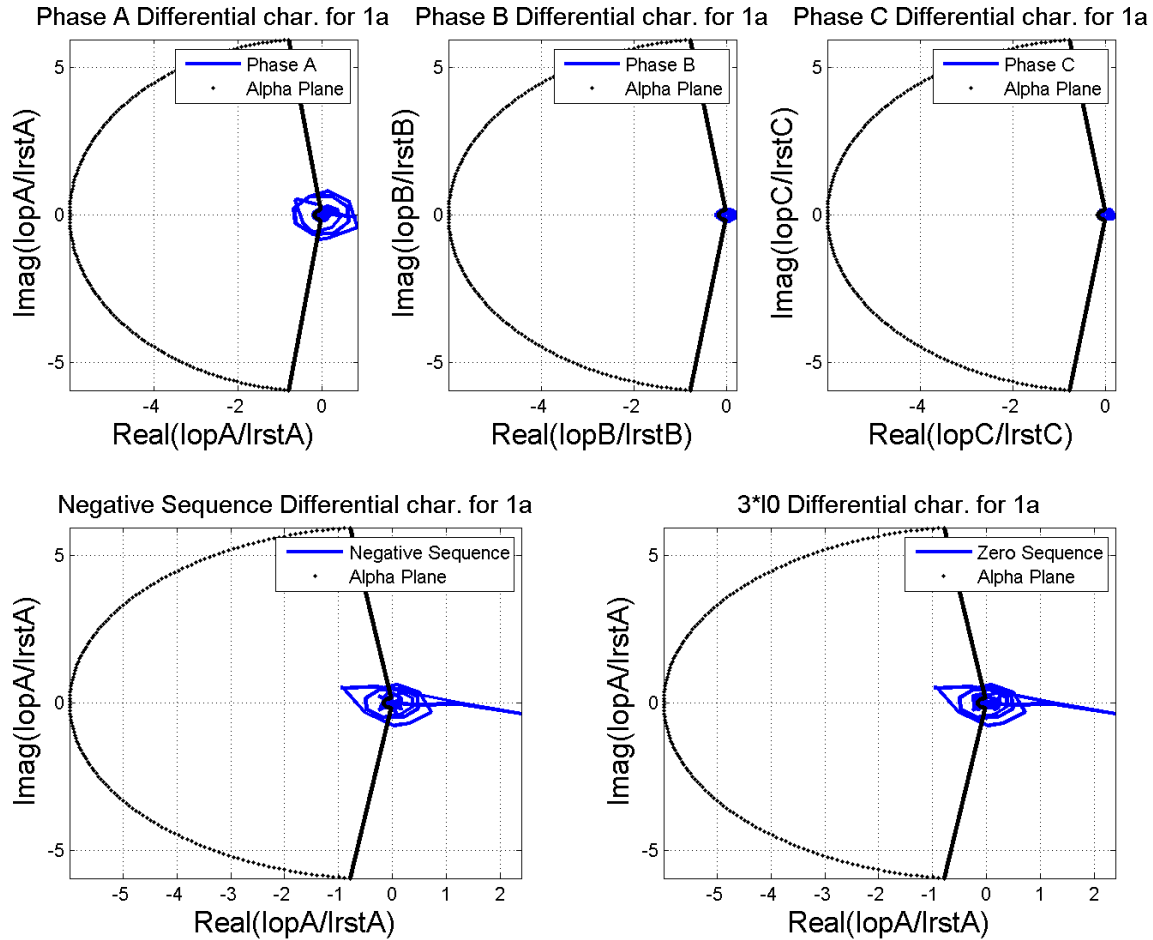 Phase A Differential char. for 1a
Phase B Differential char. for 1a
Phase C Differential char. for 1a
Phase A
Alpha Plane
Phase B
Alpha Plane
Phase C
Alpha Plane
5
0
-5
5
0
-5
5
0
-5
Imag(IopA/IrstA)
Imag(IopB/IrstB)
Imag(IopC/IrstC)
-4 -2 0
-4 -2 0
-4 -2 0
Real(IopA/IrstA)
Real(IopB/IrstB)
Real(IopC/IrstC)
Negative Sequence Differential char. for 1a
3*I0 Differential char. for 1a
Negative Sequence
Alpha Plane
Zero Sequence
Alpha Plane
5
0
-5
5
0
-5
Imag(IopA/IrstA)
Imag(IopA/IrstA)
-5 -4 -3 -2 -1 0 1 2
-6 -5 -4 -3 -2 -1 0 1 2
Real(IopA/IrstA)
Real(IopA/IrstA)